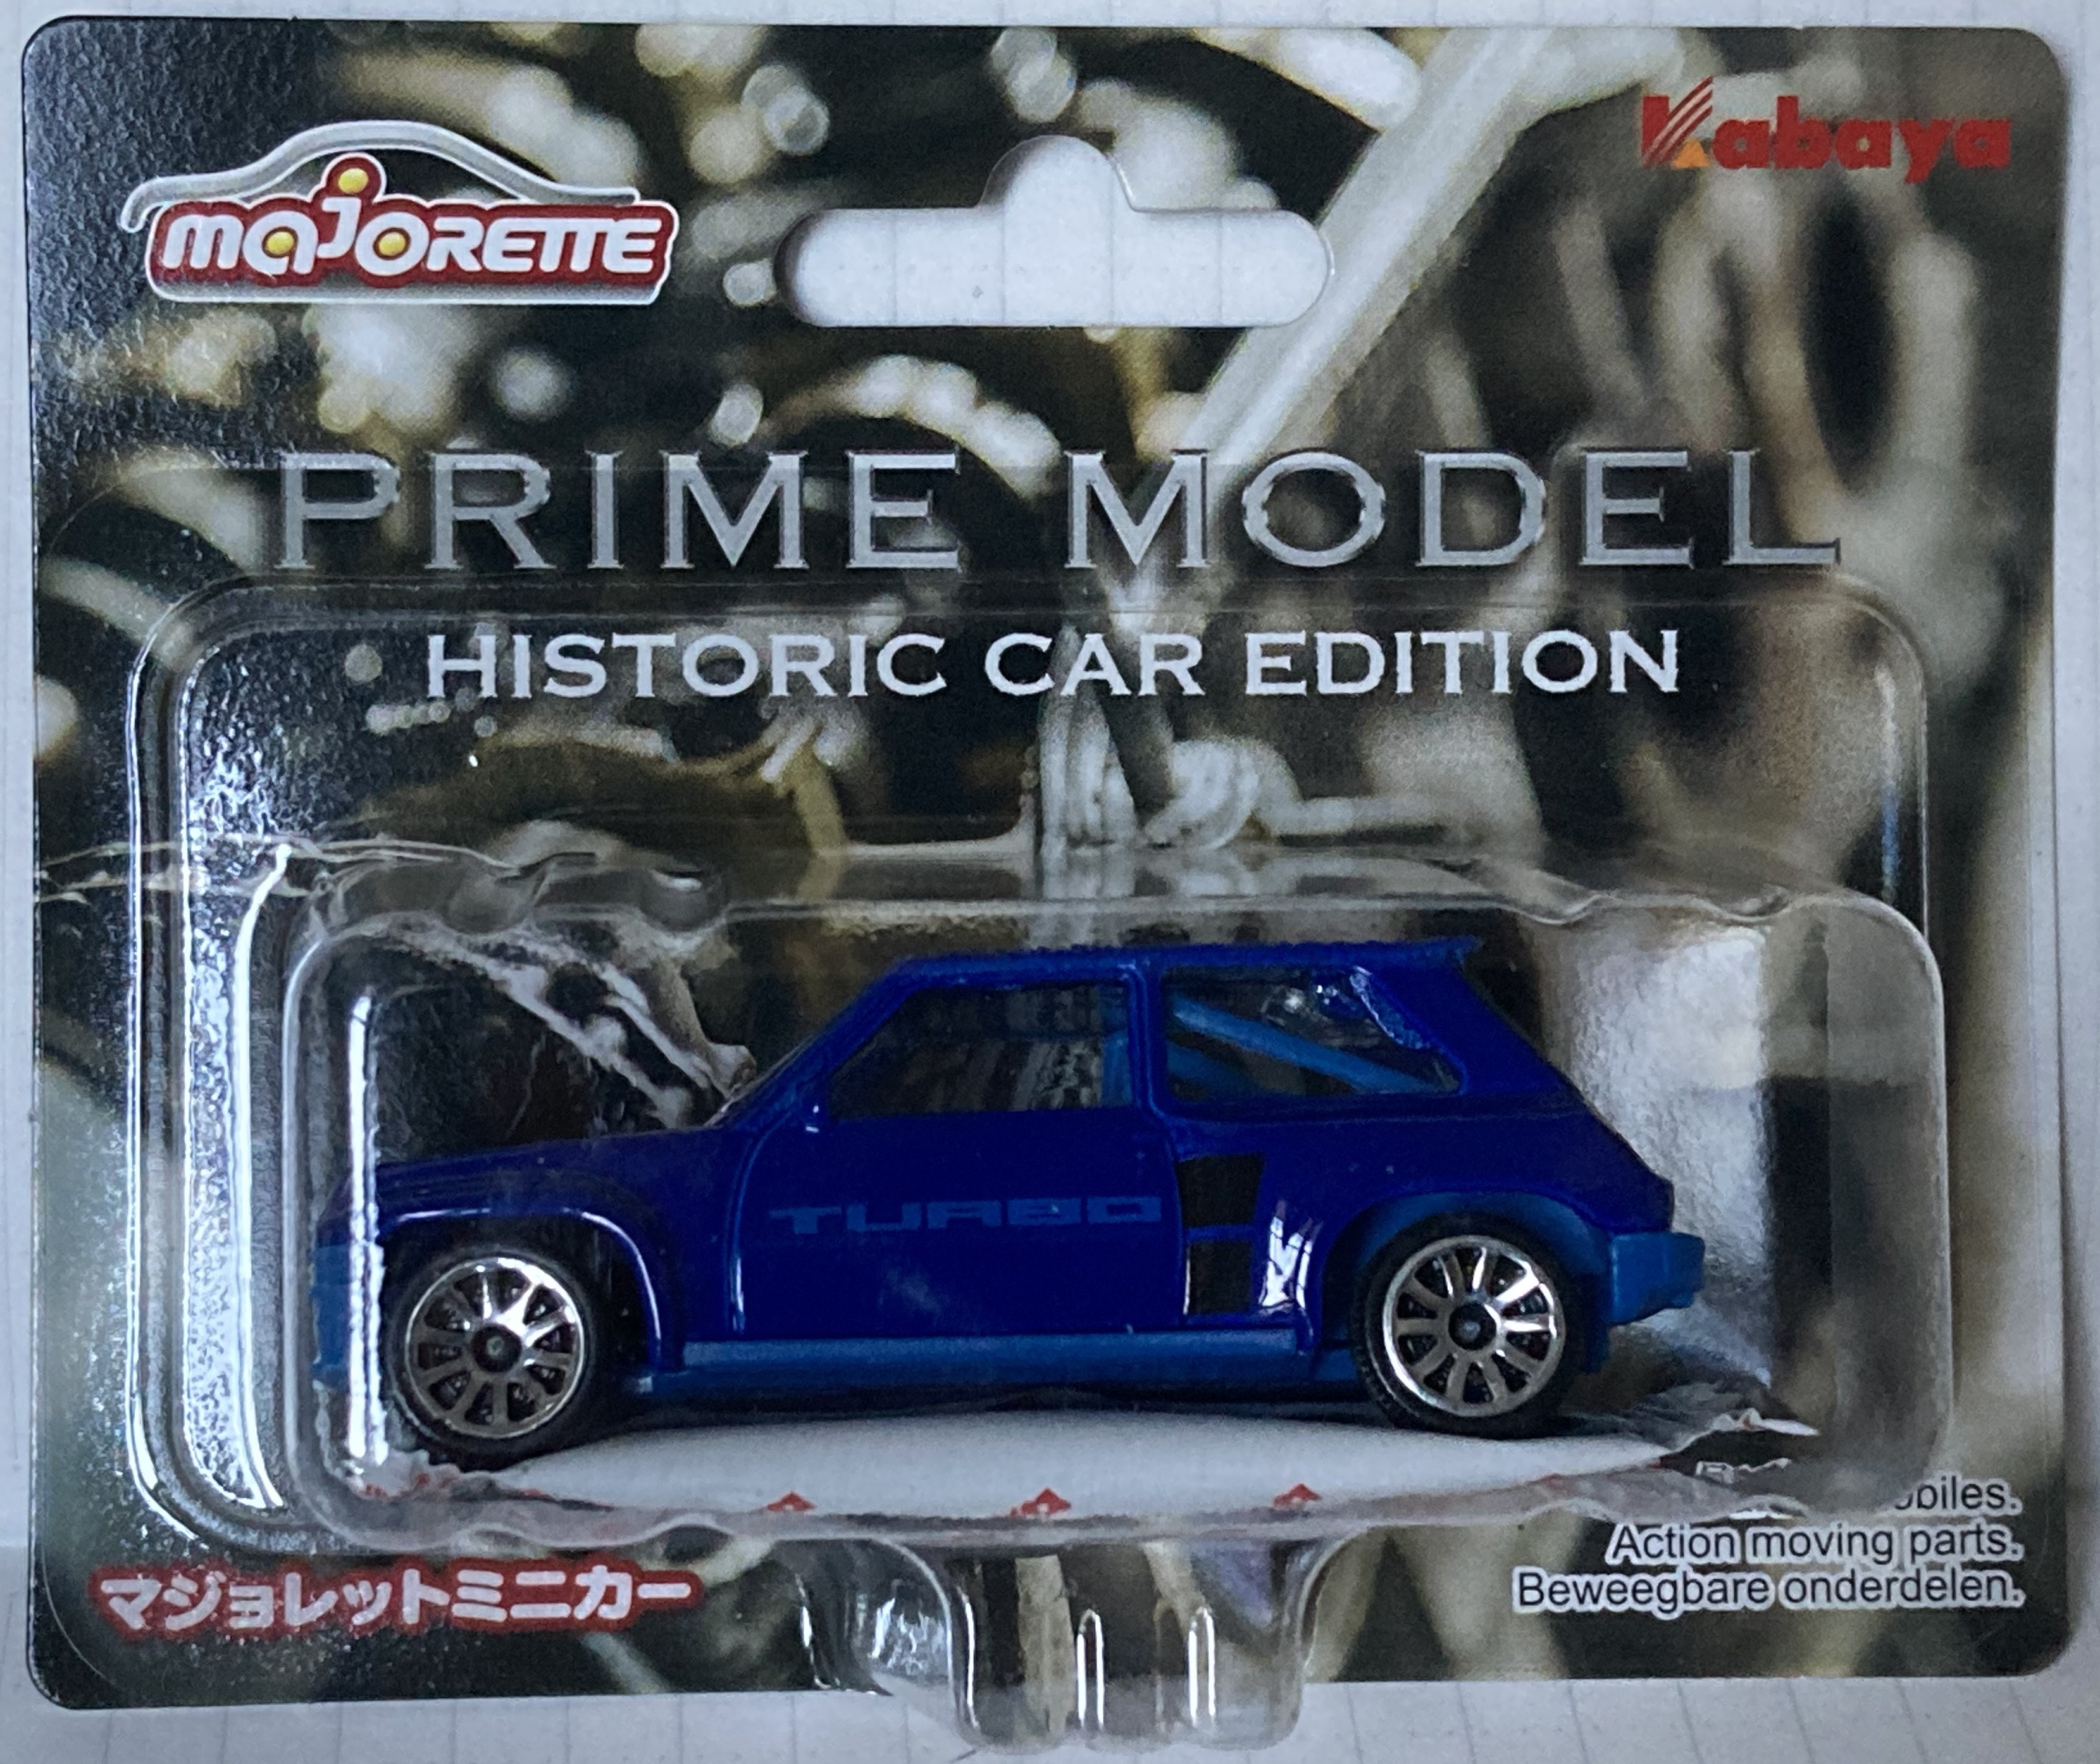 majORETTE
Kabaya
PRIME MODEL
HISTORIC CAR EDITION
TURBO
マジョレットミニカー
obiles.
Action moving parts.
Beweegbare onderdelen.